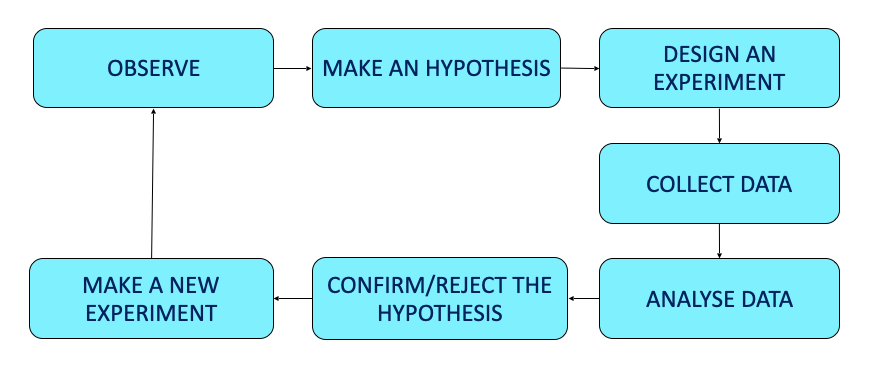 OBSERVE
MAKE AN HYPOTHESIS
DESIGN AN
EXPERIMENT
COLLECT DATA
ANALYSE DATA
CONFIRM/REJECT THE
HYPOTHESIS
MAKE A NEW
EXPERIMENT